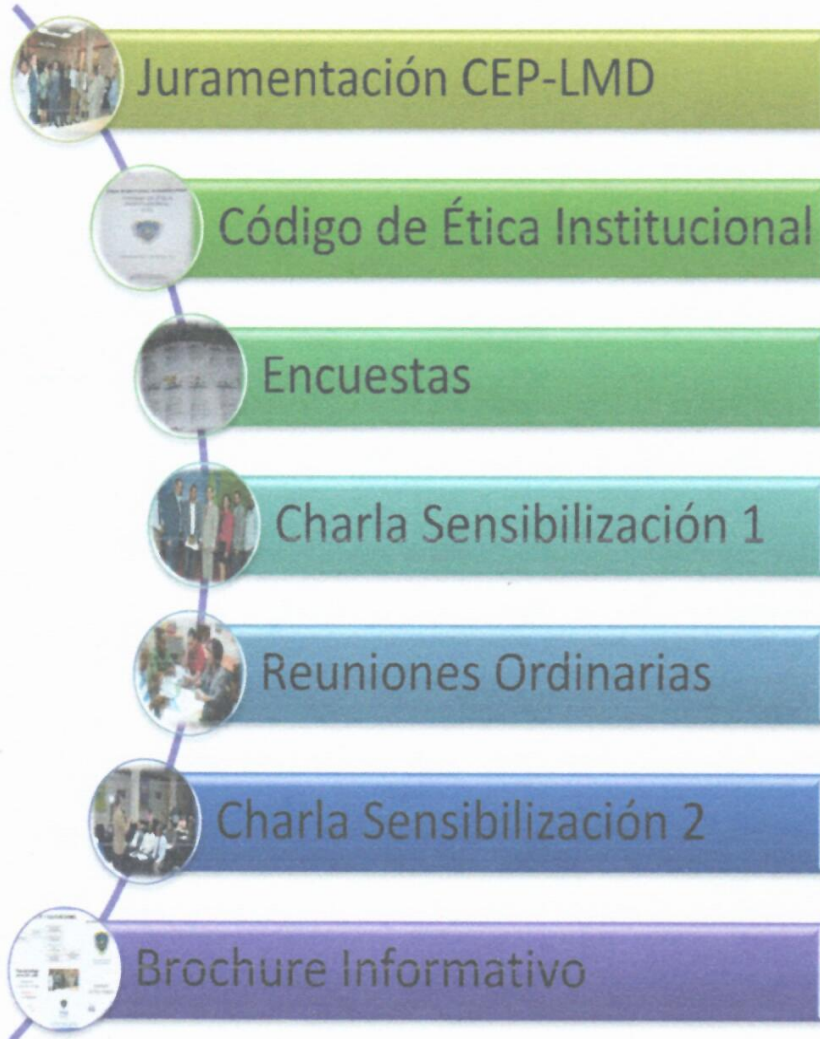 Juramentación CEP-LMD
Código de Ética Institucional
Encuestas
Charla Sensibilización 1
Reuniones Ordinarias
Charla Sensibilización 2
Brochure Informativo